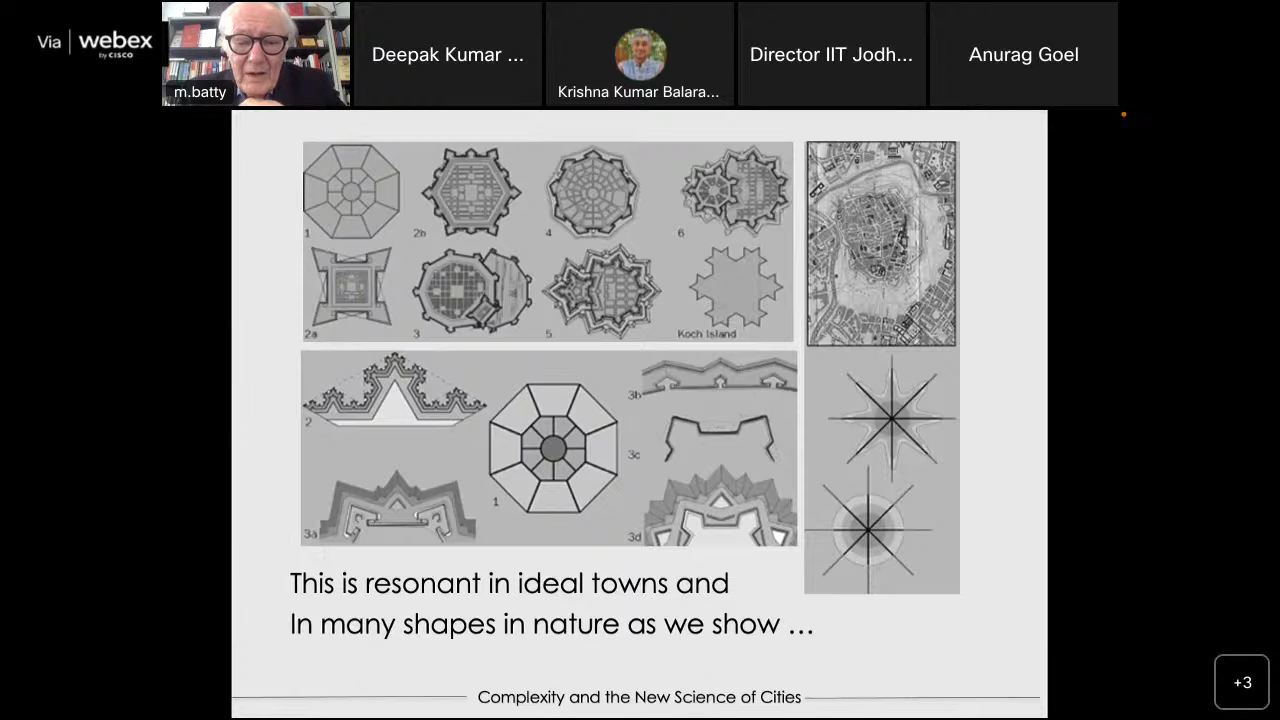 Via webex
by CISCO
m.batty
Deepak Kumar ...
Krishna Kumar Balara...
Director IIT Jodh...
Anurag Goel
1
2b
4
6
2a
3
5
Koch Island
2
3b
3c
1
3a
3d
This is resonant in ideal towns and
In many shapes in nature as we show ...
Complexity and the New Science of Cities
+3